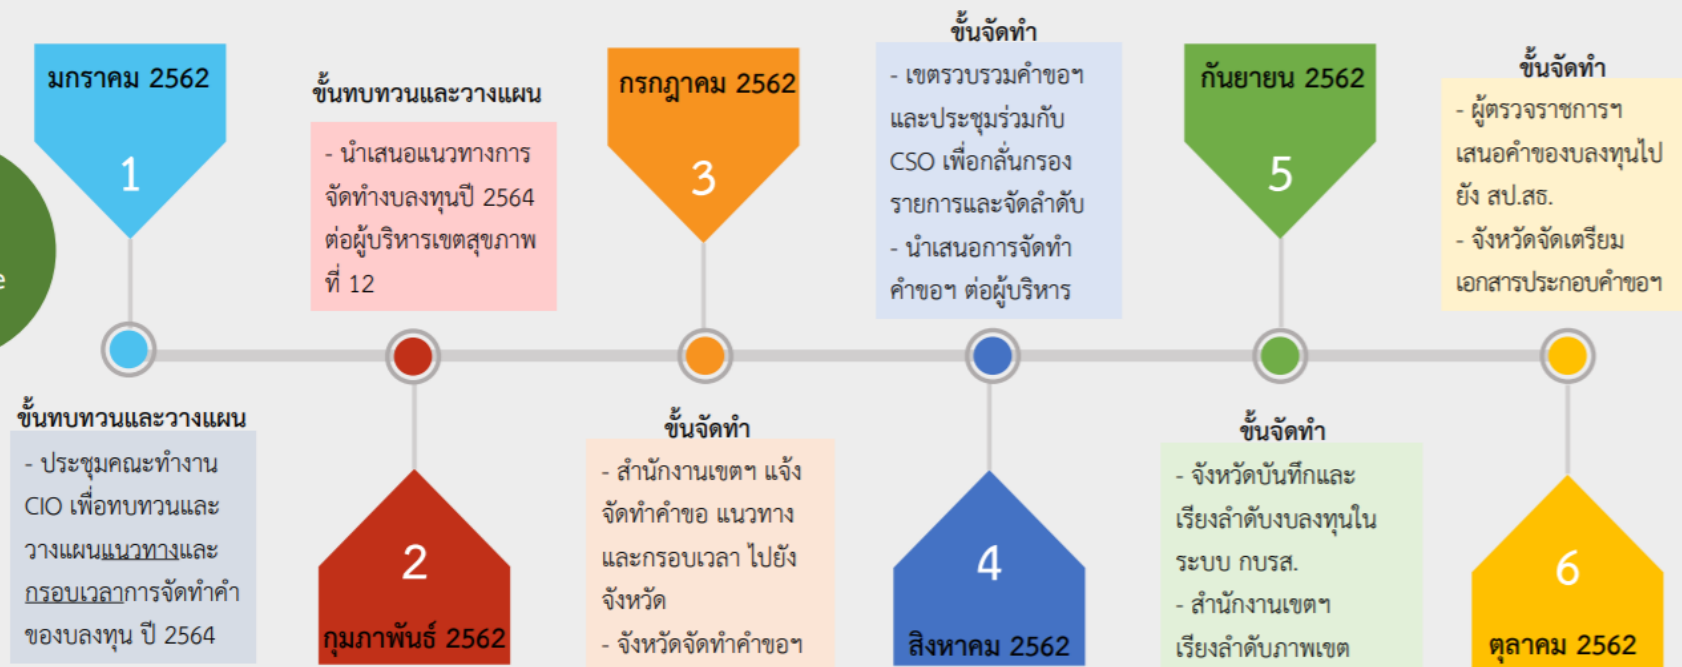 มกราคม 2562
1
ขั้นทบทวนและวางแผน
- ประชุมคณะทำงาน
CIO เพื่อทบทวนและ
วางแผนแนวทางและ
กรอบเวลาการจัดทำคำ
ของบลงทุน ปี 2564
ขั้นทบทวนและวางแผน
- นำเสนอแนวทางการ
จัดทำงบลงทุนปี 2564
ต่อผู้บริหารเขตสุขภาพ
ที่ 12
2
กุมภาพันธ์ 2562
กรกฎาคม 2562
3
ขั้นจัดทำ
- สำนักงานเขตฯ แจ้ง
จัดทำคำขอ แนวทาง
และกรอบเวลา ไปยัง
จังหวัด
- จังหวัดจัดทำคำขอฯ
ขั้นจัดทำ
- เขตรวบรวมคำขอฯ
และประชุมร่วมกับ
CSO เพื่อกลั่นกรอง
รายการและจัดลำดับ
- นำเสนอการจัดทำ
คำขอฯ ต่อผู้บริหาร
4
สิงหาคม 2562
กันยายน 2562
5
ขั้นจัดทำ
- จังหวัดบันทึกและ
เรียงลำดับงบลงทุนใน
ระบบ กบรส.
- สำนักงานเขตฯ
เรียงลำดับภาพเขต
ขั้นจัดทำ
- ผู้ตรวจราชการฯ
เสนอคำของบลงทุนไป
ยัง สป.สธ.
- จังหวัดจัดเตรียม
เอกสารประกอบคำขอฯ
6
ตุลาคม 2562